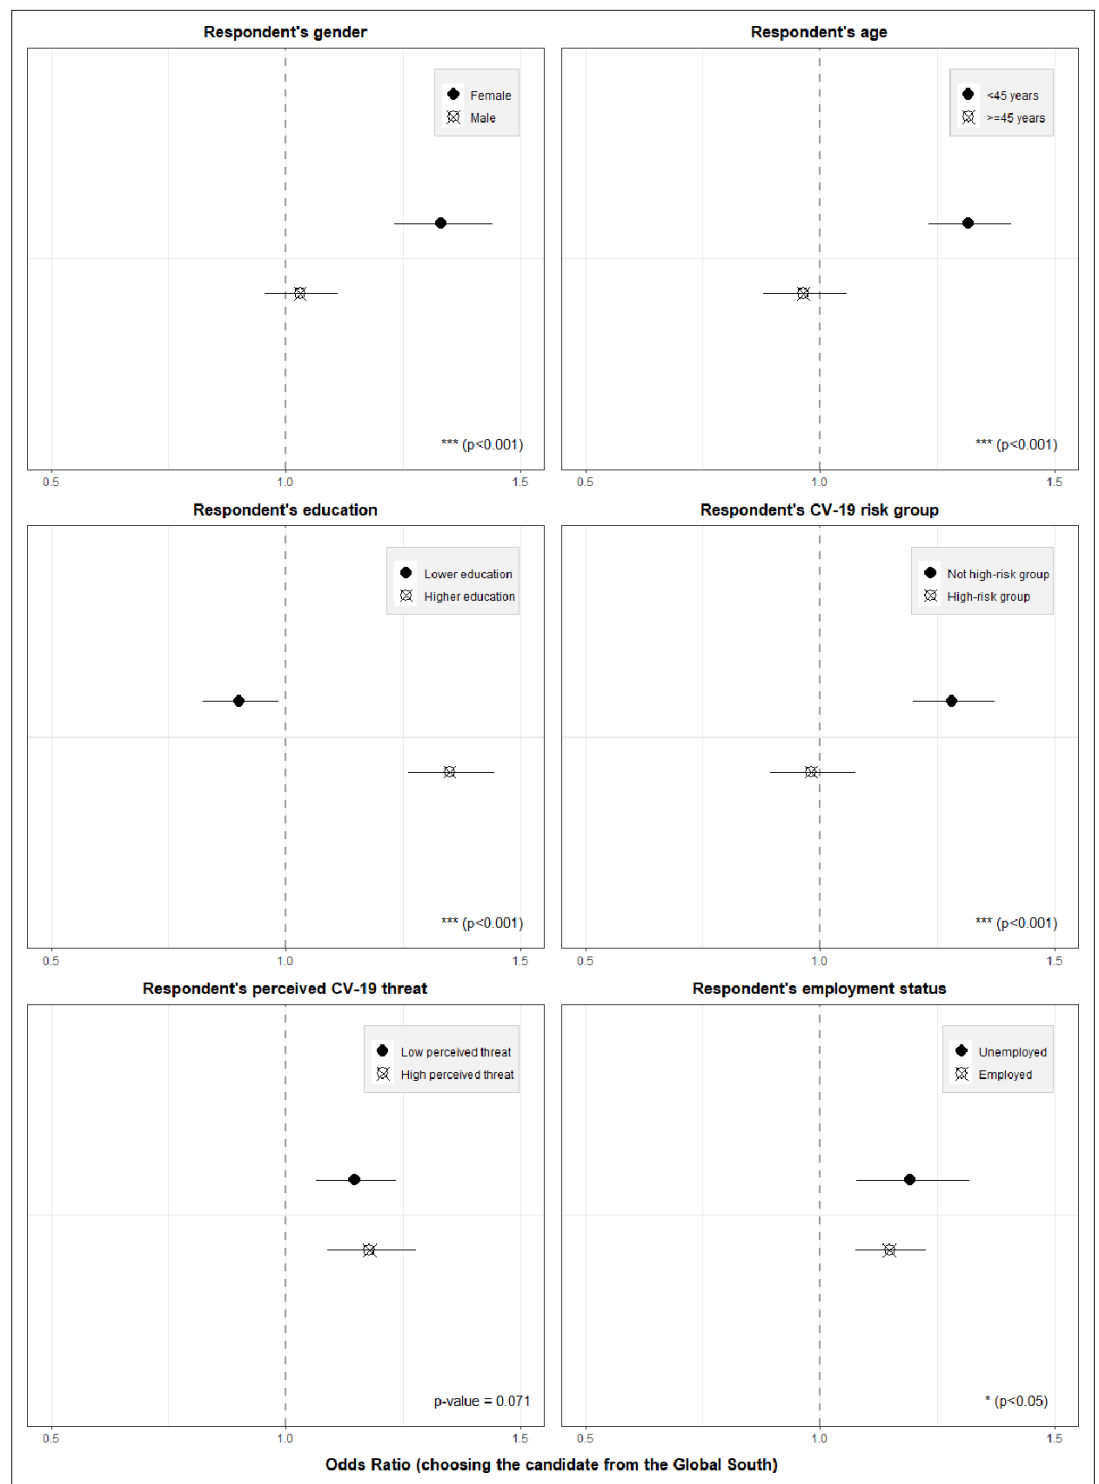 Respondent's gender
Female
Male
*** (p<0.001)
0.5 1.0 1.5
Respondent's age
<45 years
>=45 years
*** (p<0.001)
0.5 1.0 1.5
Respondent's education
Lower education
Higher education
*** (p<0.001)
0.5 1.0 1.5
Respondent's CV-19 risk group
Not high-risk group
High-risk group
*** (p<0.001)
0.5 1.0 1.5
Respondent's perceived CV-19 threat
Low perceived threat
High perceived threat
p-value = 0.071
0.5 1.0 1.5
Respondent's employment status
Unemployed
Employed
* (p<0.05)
0.5 1.0 1.5
Odds Ratio (choosing the candidate from the Global South)